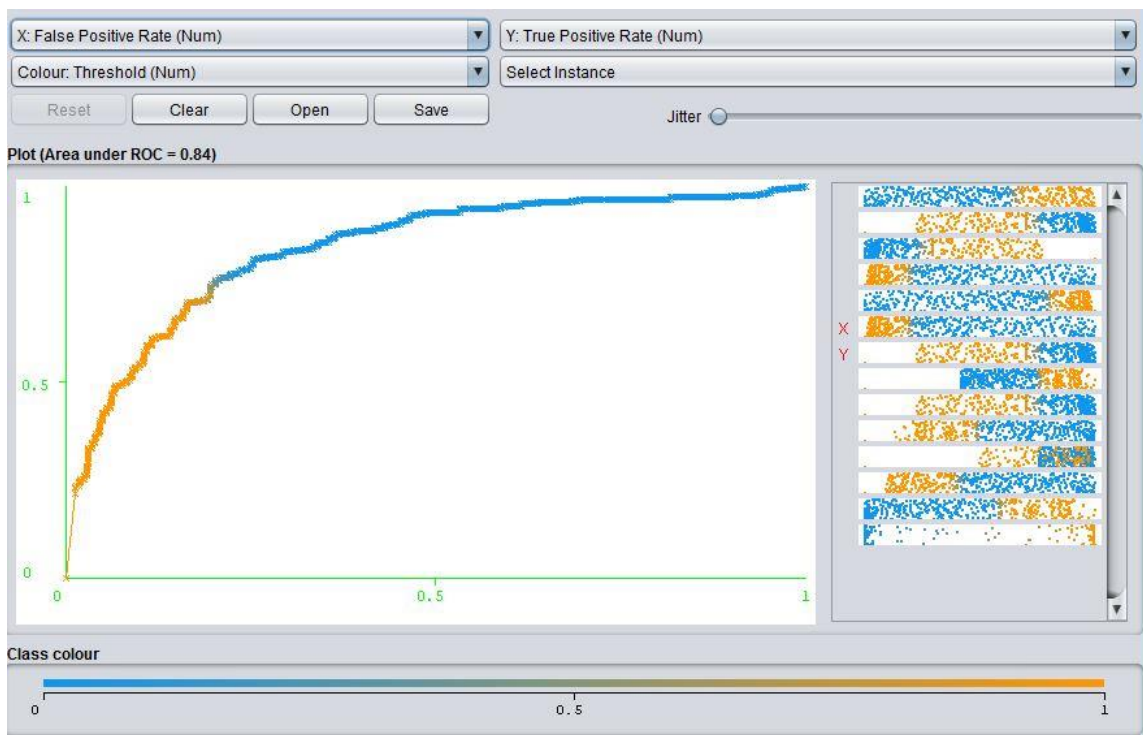 X: False Positive Rate (Num) Y: True Positive Rate (Num)
Colour: Threshold (Num) Select Instance
Reset Clear Open Save Jitter
Plot (Area under ROC = 0.84)
1
0.5
0
0 0.5 1
X
Y
Class colour
0 0.5 1